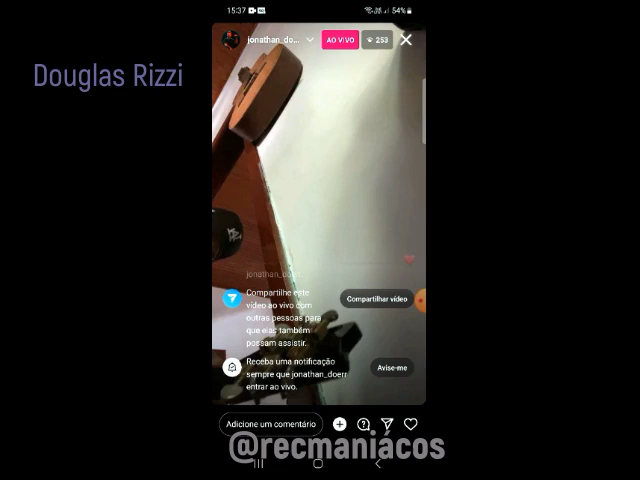 15:37
54%
jonathan_do...
AO VIVO
253
Douglas Rizzi
jonathan_doerr
Compartilhe este
vídeo ao vivo com
outras pessoas para
que elas também
possam assistir.
Compartilhar vídeo
Receba uma notificação
sempre que jonathan_doerr
entrar ao vivo.
Avise-me
Adicione um comentário
@recmaniácos